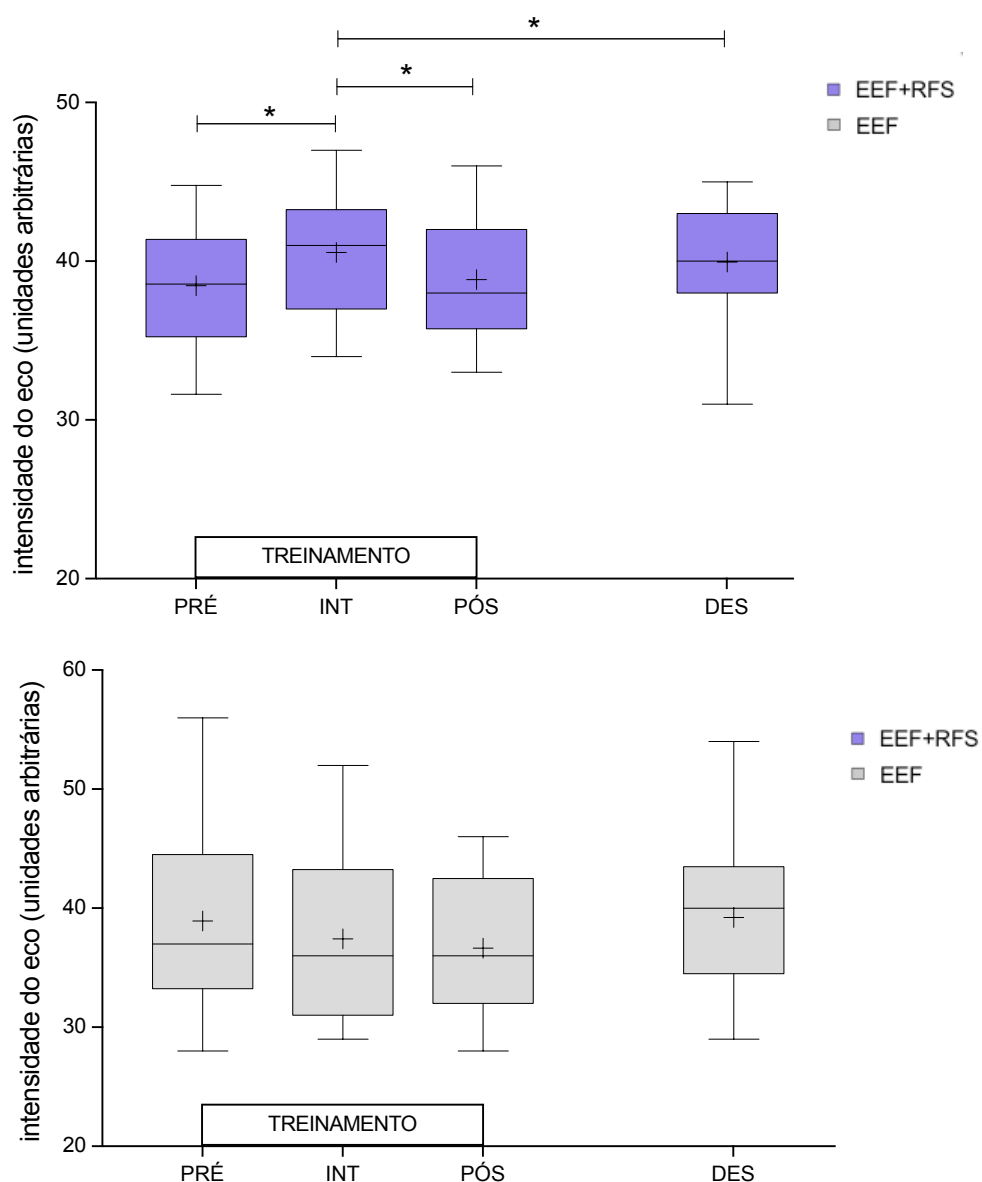 *
*
*
EEF+RFS
EEF
intensidade do eco (unidades arbitrárias)
50
40
30
20
TREINAMENTO
PRÉ INT PÓS DES
intensidade do eco (unidades arbitrárias)
60
50
40
30
20
EEF+RFS
EEF
TREINAMENTO
PRÉ INT PÓS DES